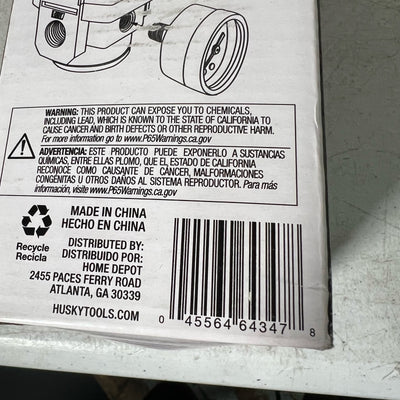 WARNING: THIS PRODUCT CAN EXPOSE YOU TO CHEMICALS,
INCLUDING LEAD, WHICH IS KNOWN TO THE STATE OF CALIFORNIA TO
CAUSE CANCER AND BIRTH DEFECTS OR OTHER REPRODUCTIVE HARM.
For more information go to www.P65Warnings.ca.gov
ADVERTENCIA: ESTE PRODUCTO PUEDE EXPONERLO A SUSTANCIAS
QUÍMICAS, ENTRE ELLAS PLOMO, QUE EL ESTADO DE CALIFORNIA
RECONOCE COMO CAUSANTE DE CÁNCER, MALFORMACIONES
CONGÉNITAS U OTROS DAÑOS AL SISTEMA REPRODUCTOR. Para más
información, visite www.P65Warnings.ca.gov
MADE IN CHINA
HECHO EN CHINA
Recycle
Recicla
DISTRIBUTED BY:
DISTRIBUIDO POR:
HOME DEPOT
2455 PACES FERRY ROAD
ATLANTA, GA 30339
HUSKYTOOLS.COM
0 45564 64347 8